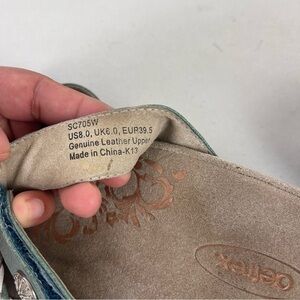 SC705W
US8.0, UK6.0, EUR39.5
Genuine Leather Upper
Made in China-K13